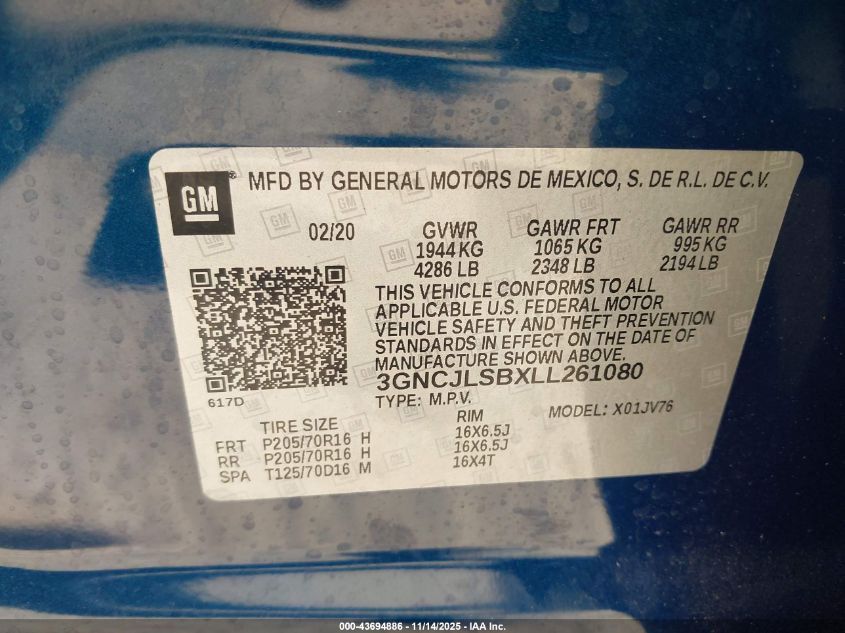 GM ® MFD BY GENERAL MOTORS DE MEXICO, S. DE R.L. DE C.V.
02/20 GVWR GAWR FRT GAWR RR
1944 KG 1065 KG 995 KG
4286 LB 2348 LB 2194 LB
THIS VEHICLE CONFORMS TO ALL
APPLICABLE U.S. FEDERAL MOTOR
VEHICLE SAFETY AND THEFT PREVENTION
STANDARDS IN EFFECT ON THE DATE OF
MANUFACTURE SHOWN ABOVE.
3GNCJLSBXLL261080
617D TYPE: M.P.V. MODEL: X01JV76
TIRE SIZE RIM
FRT P205/70R16 H 16X6.5J
RR P205/70R16 H 16X6.5J
SPA T125/70D16 M 16X4T
000-43694886 - 11/14/2025 - IAA Inc.